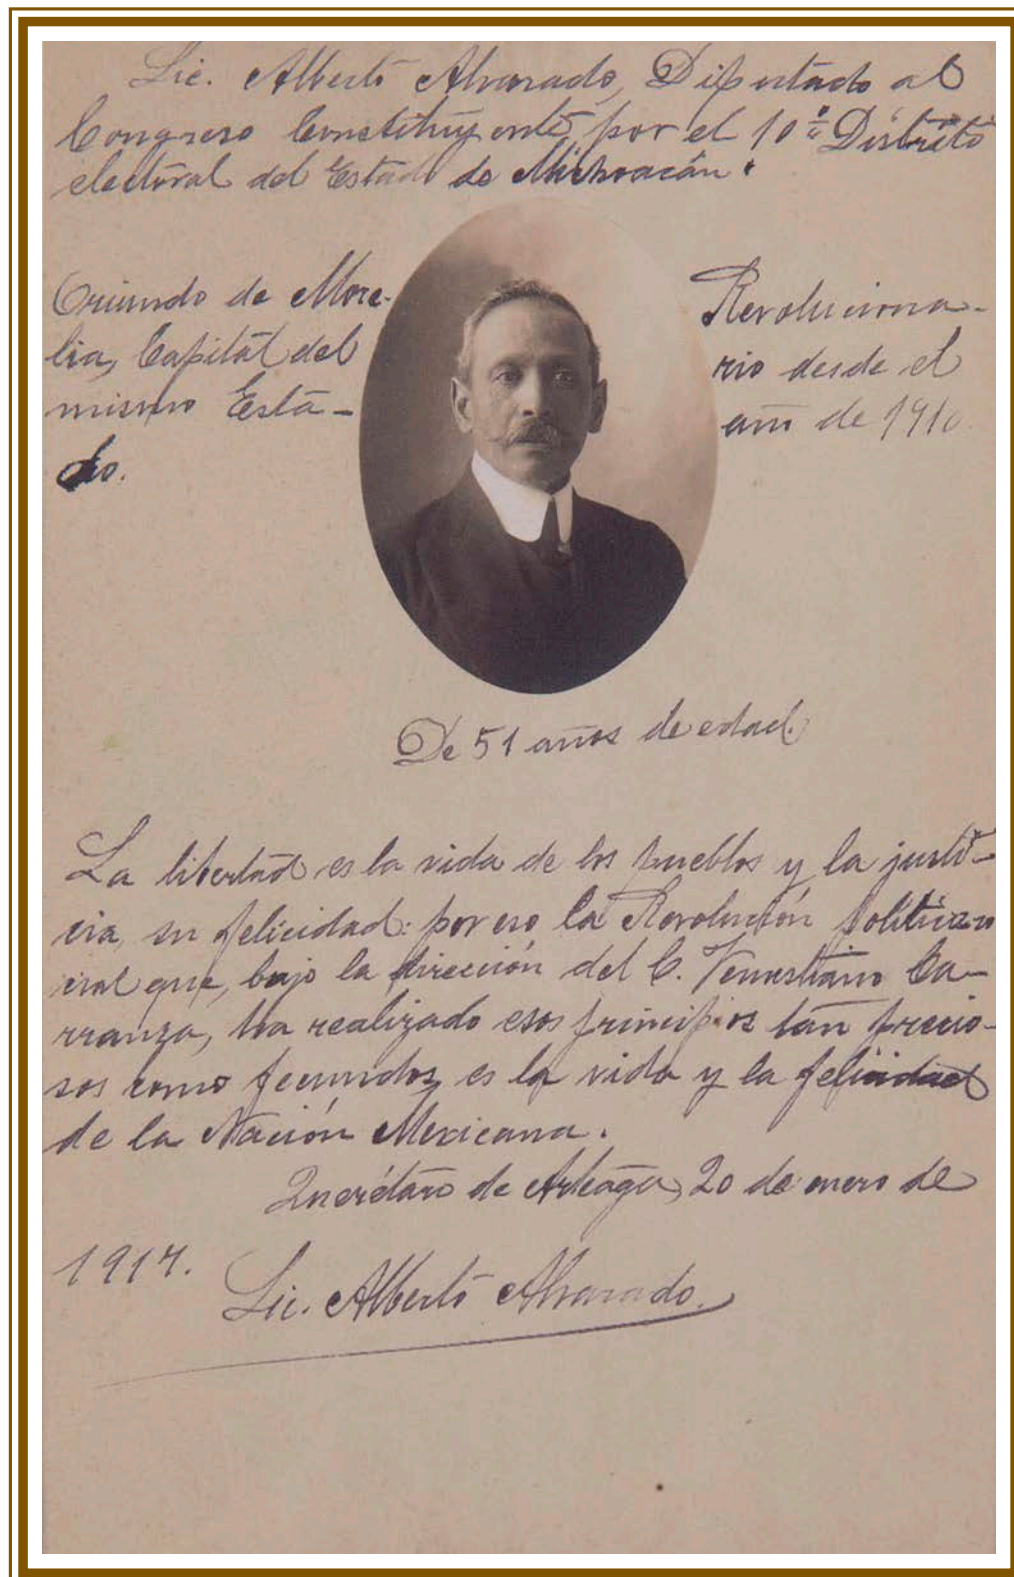 Lic. Alberto Alvarado, Diputado al
Congreso Constituyente, por el 10º Distrito
electoral del Estado de Michoacán.
Oriundo de More-
lia, Capital del
mismo Esta-
do.
Revoluciona-
rio desde el
año de 1910.
De 51 años de edad.
La libertad es la vida de los pueblos y la justi-
cia, su felicidad: por eso la Revolución político so
cial que, bajo la dirección del C. Venustiano Ca-
rranza, ha realizado esos principios tan precio-
sos como fecundos, es la vida y la felicidad
de la Nación Mexicana.
Querétaro de Arteaga, 20 de enero de
1917.
Lic. Alberto Alvarado.